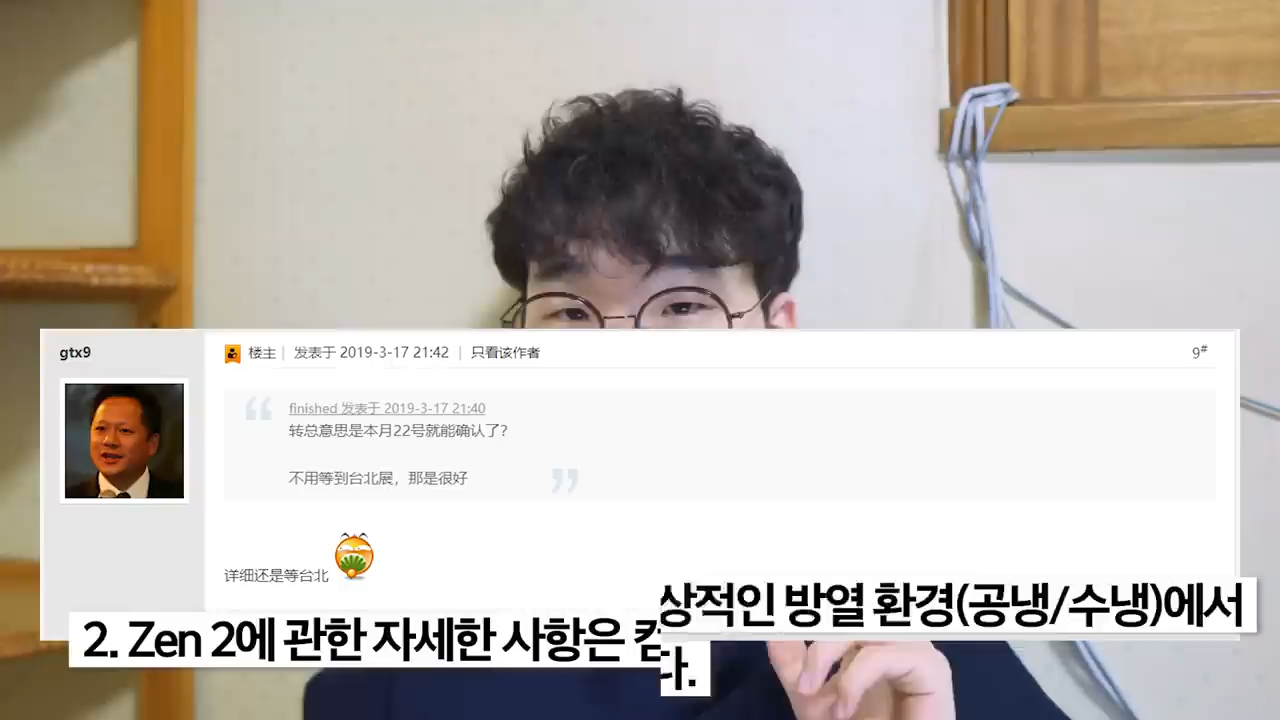 gtx9
楼主 | 发表于 2019-3-17 21:42 | 只看该作者
9#
finished 发表于 2019-3-17 21:40
转总意思是本月22号就能确认了?
不用等到台北展，那是很好
详细还是等台北
상적인 방열 환경(공냉/수냉)에서
2. Zen 2에 관한 자세한 사항은
다.